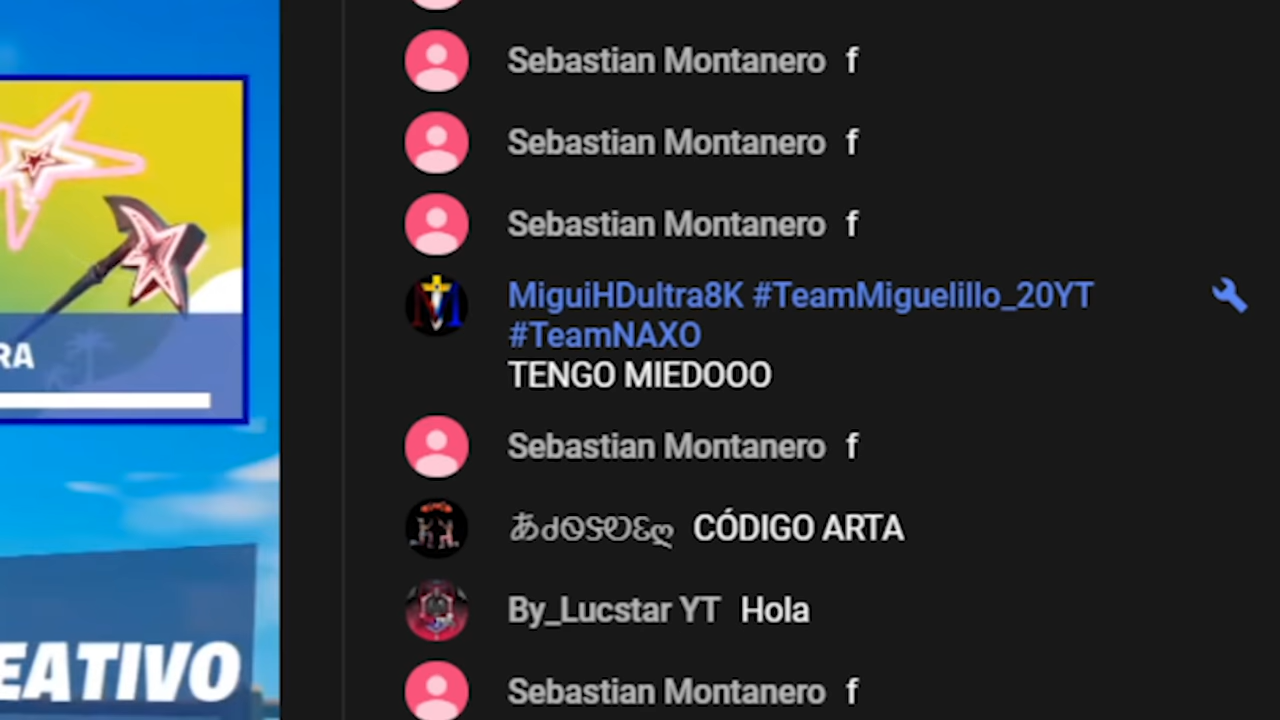 Sebastian Montanero f
Sebastian Montanero f
Sebastian Montanero f
MiguiHDultra8K #TeamMiguelillo_20YT
#TeamNAXO
TENGO MIEDOOO
RA
Sebastian Montanero f
CÓDIGO ARTA
By_Lucstar YT Hola
EATIVO
Sebastian Montanero f